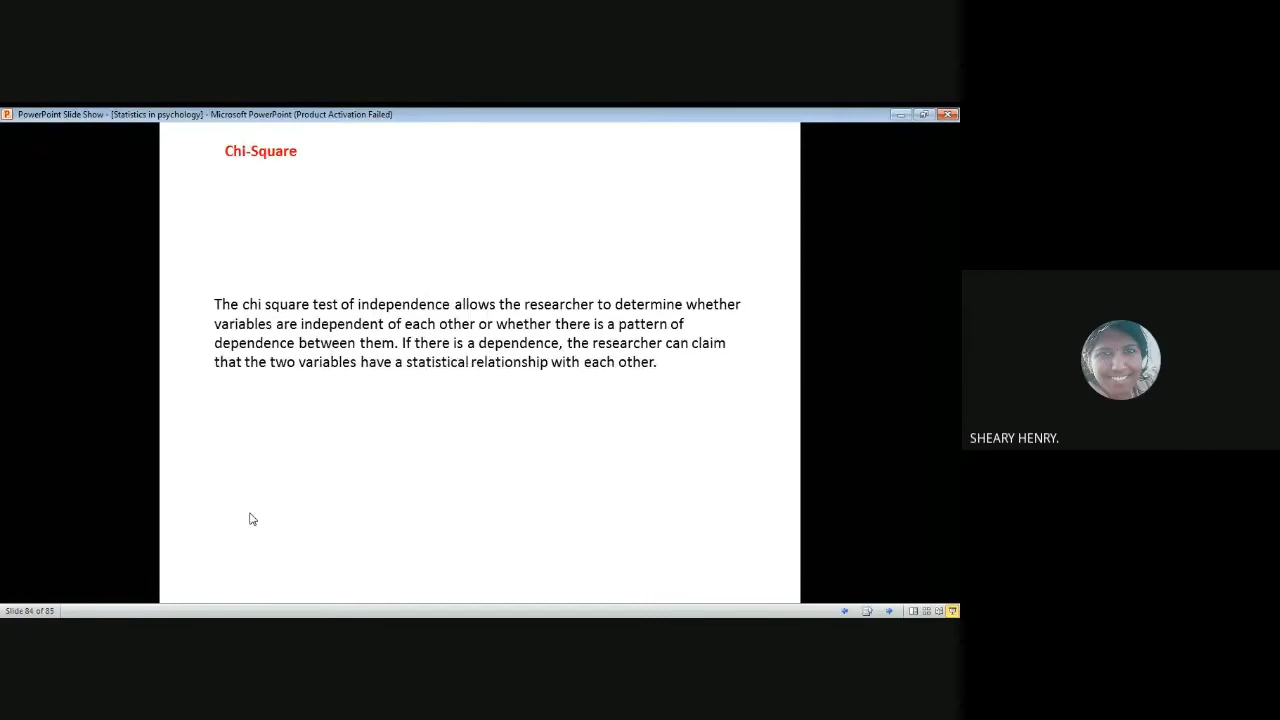 PowerPoint Slide Show - [Statistics in psychology] - Microsoft PowerPoint (Product Activation Failed)
Chi-Square
The chi square test of independence allows the researcher to determine whether
variables are independent of each other or whether there is a pattern of
dependence between them. If there is a dependence, the researcher can claim
that the two variables have a statistical relationship with each other.
SHEARY HENRY.
Slide 84 of 85